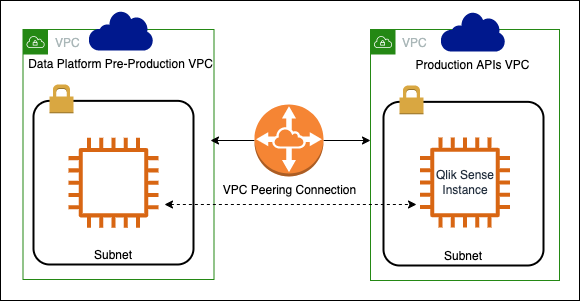 VPC
Data Platform Pre-Production VPC
Subnet
VPC Peering Connection
VPC
Production APIs VPC
Qlik Sense
Instance
Subnet